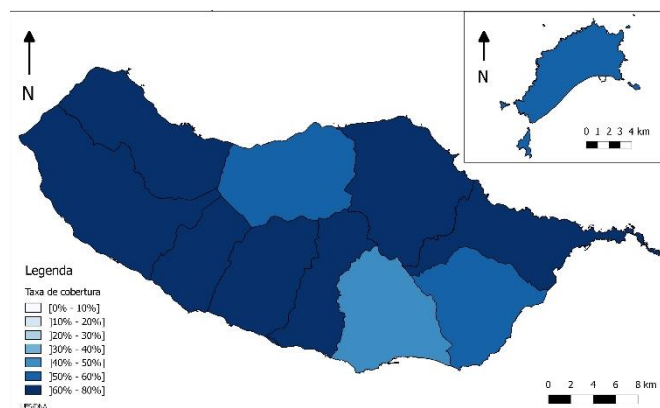 N
N
0 1 2 3 4 km
Legenda
Taxa de cobertura
[0% - 10%]
]10% - 20%]
]20% - 30%]
]30% - 40%]
]40% - 50%]
]50% - 60%]
]60% - 80%]
0 2 4 6 8 km